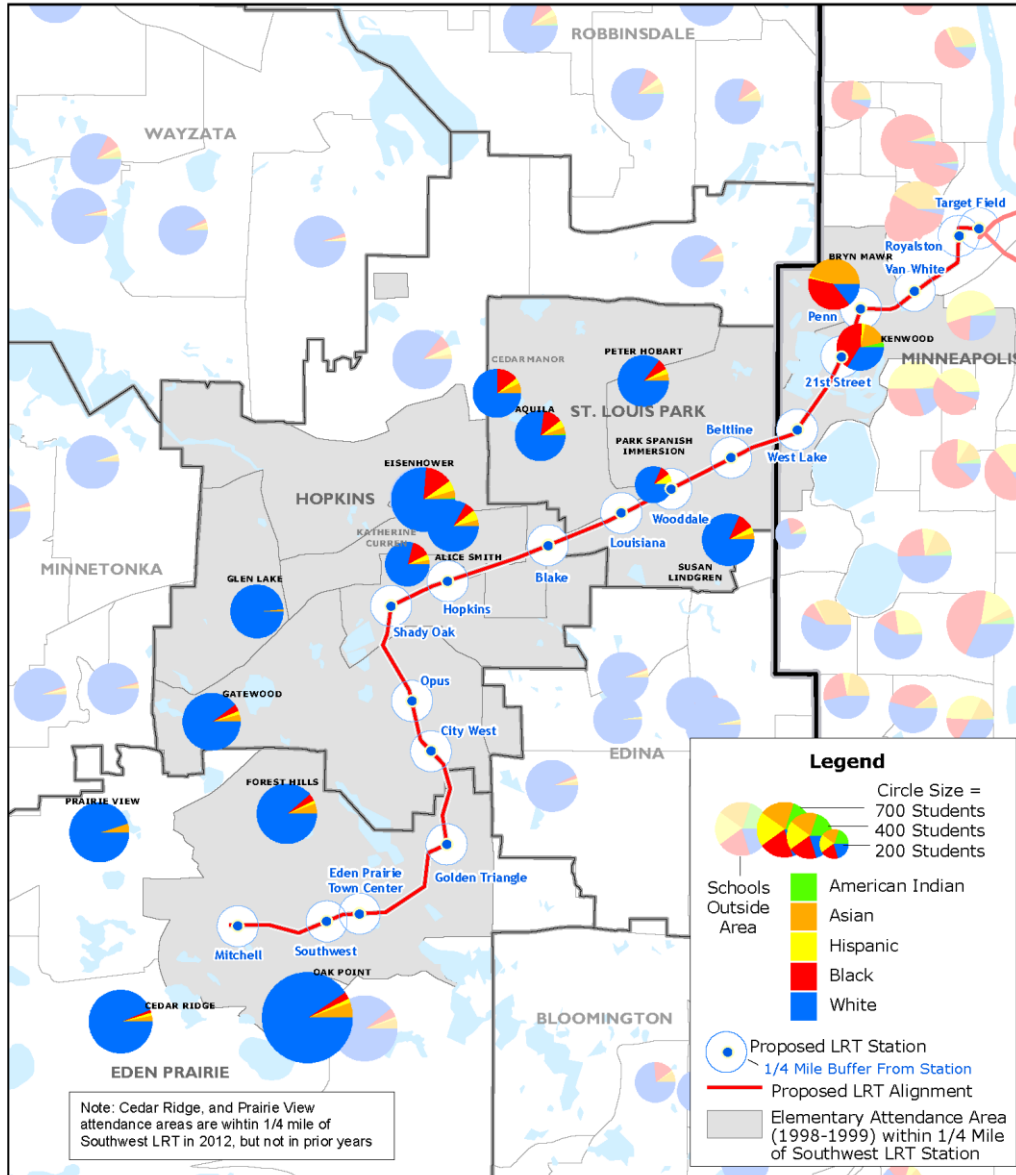 ROBBINSDALE
WAYZATA
Target Field
Royalston
BRYN MAWR
Van White
Penn
KENWOOD
MINNEAPOLIS
21st Street
CEDAR MANOR
PETER HOBART
AQUILA
ST. LOUIS PARK
Beltline
West Lake
PARK SPANISH
IMMERSION
EISENHOWER
HOPKINS
Wooddale
KATHERINE
CURREN
Louisiana
ALICE SMITH
Blake
SUSAN
LINDGREN
MINNETONKA
GLEN LAKE
Hopkins
Shady Oak
Opus
GATEWOOD
City West
EDINA
FOREST HILLS
PRAIRIE VIEW
Eden Prairie
Town Center
Golden Triangle
Mitchell
Southwest
OAK POINT
CEDAR RIDGE
BLOOMINGTON
EDEN PRAIRIE
Note: Cedar Ridge, and Prairie View
attendance areas are wihtin 1/4 mile of
Southwest LRT in 2012, but not in prior years
Legend
Circle Size =
700 Students
400 Students
200 Students
Schools
Outside
Area
American Indian
Asian
Hispanic
Black
White
Proposed LRT Station
1/4 Mile Buffer From Station
Proposed LRT Alignment
Elementary Attendance Area
(1998-1999) within 1/4 Mile
of Southwest LRT Station